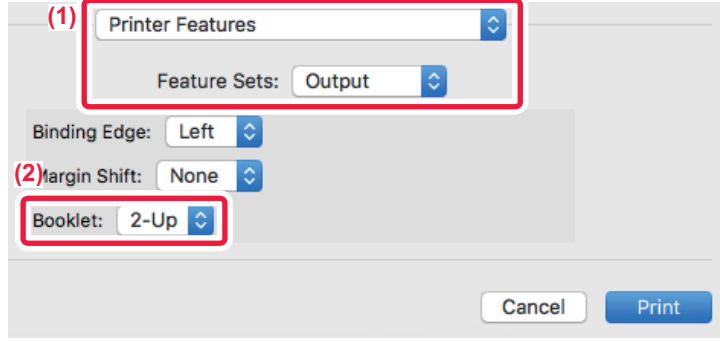 (1)
Printer Features
Feature Sets: Output
Binding Edge: Left
(2)
Margin Shift: None
Booklet: 2-Up
Cancel Print